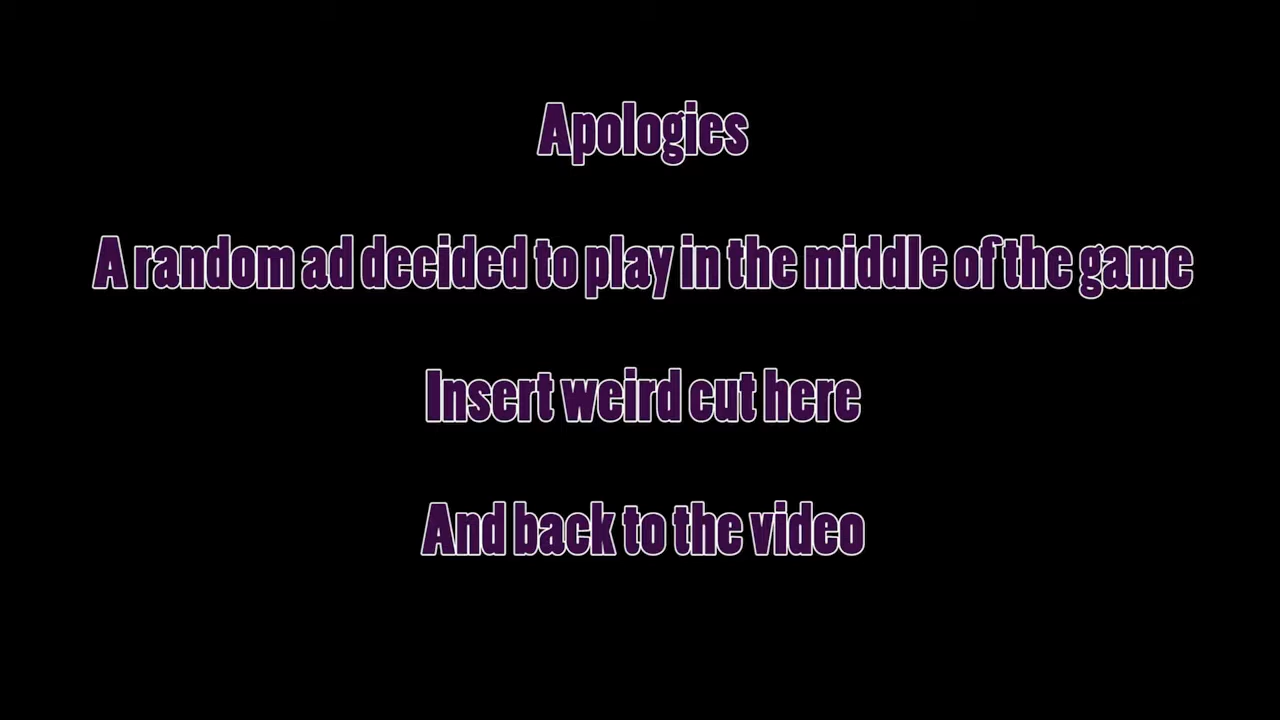 Apologies
A random ad decided to play in the middle of the game
Insert weird cut here
And back to the video